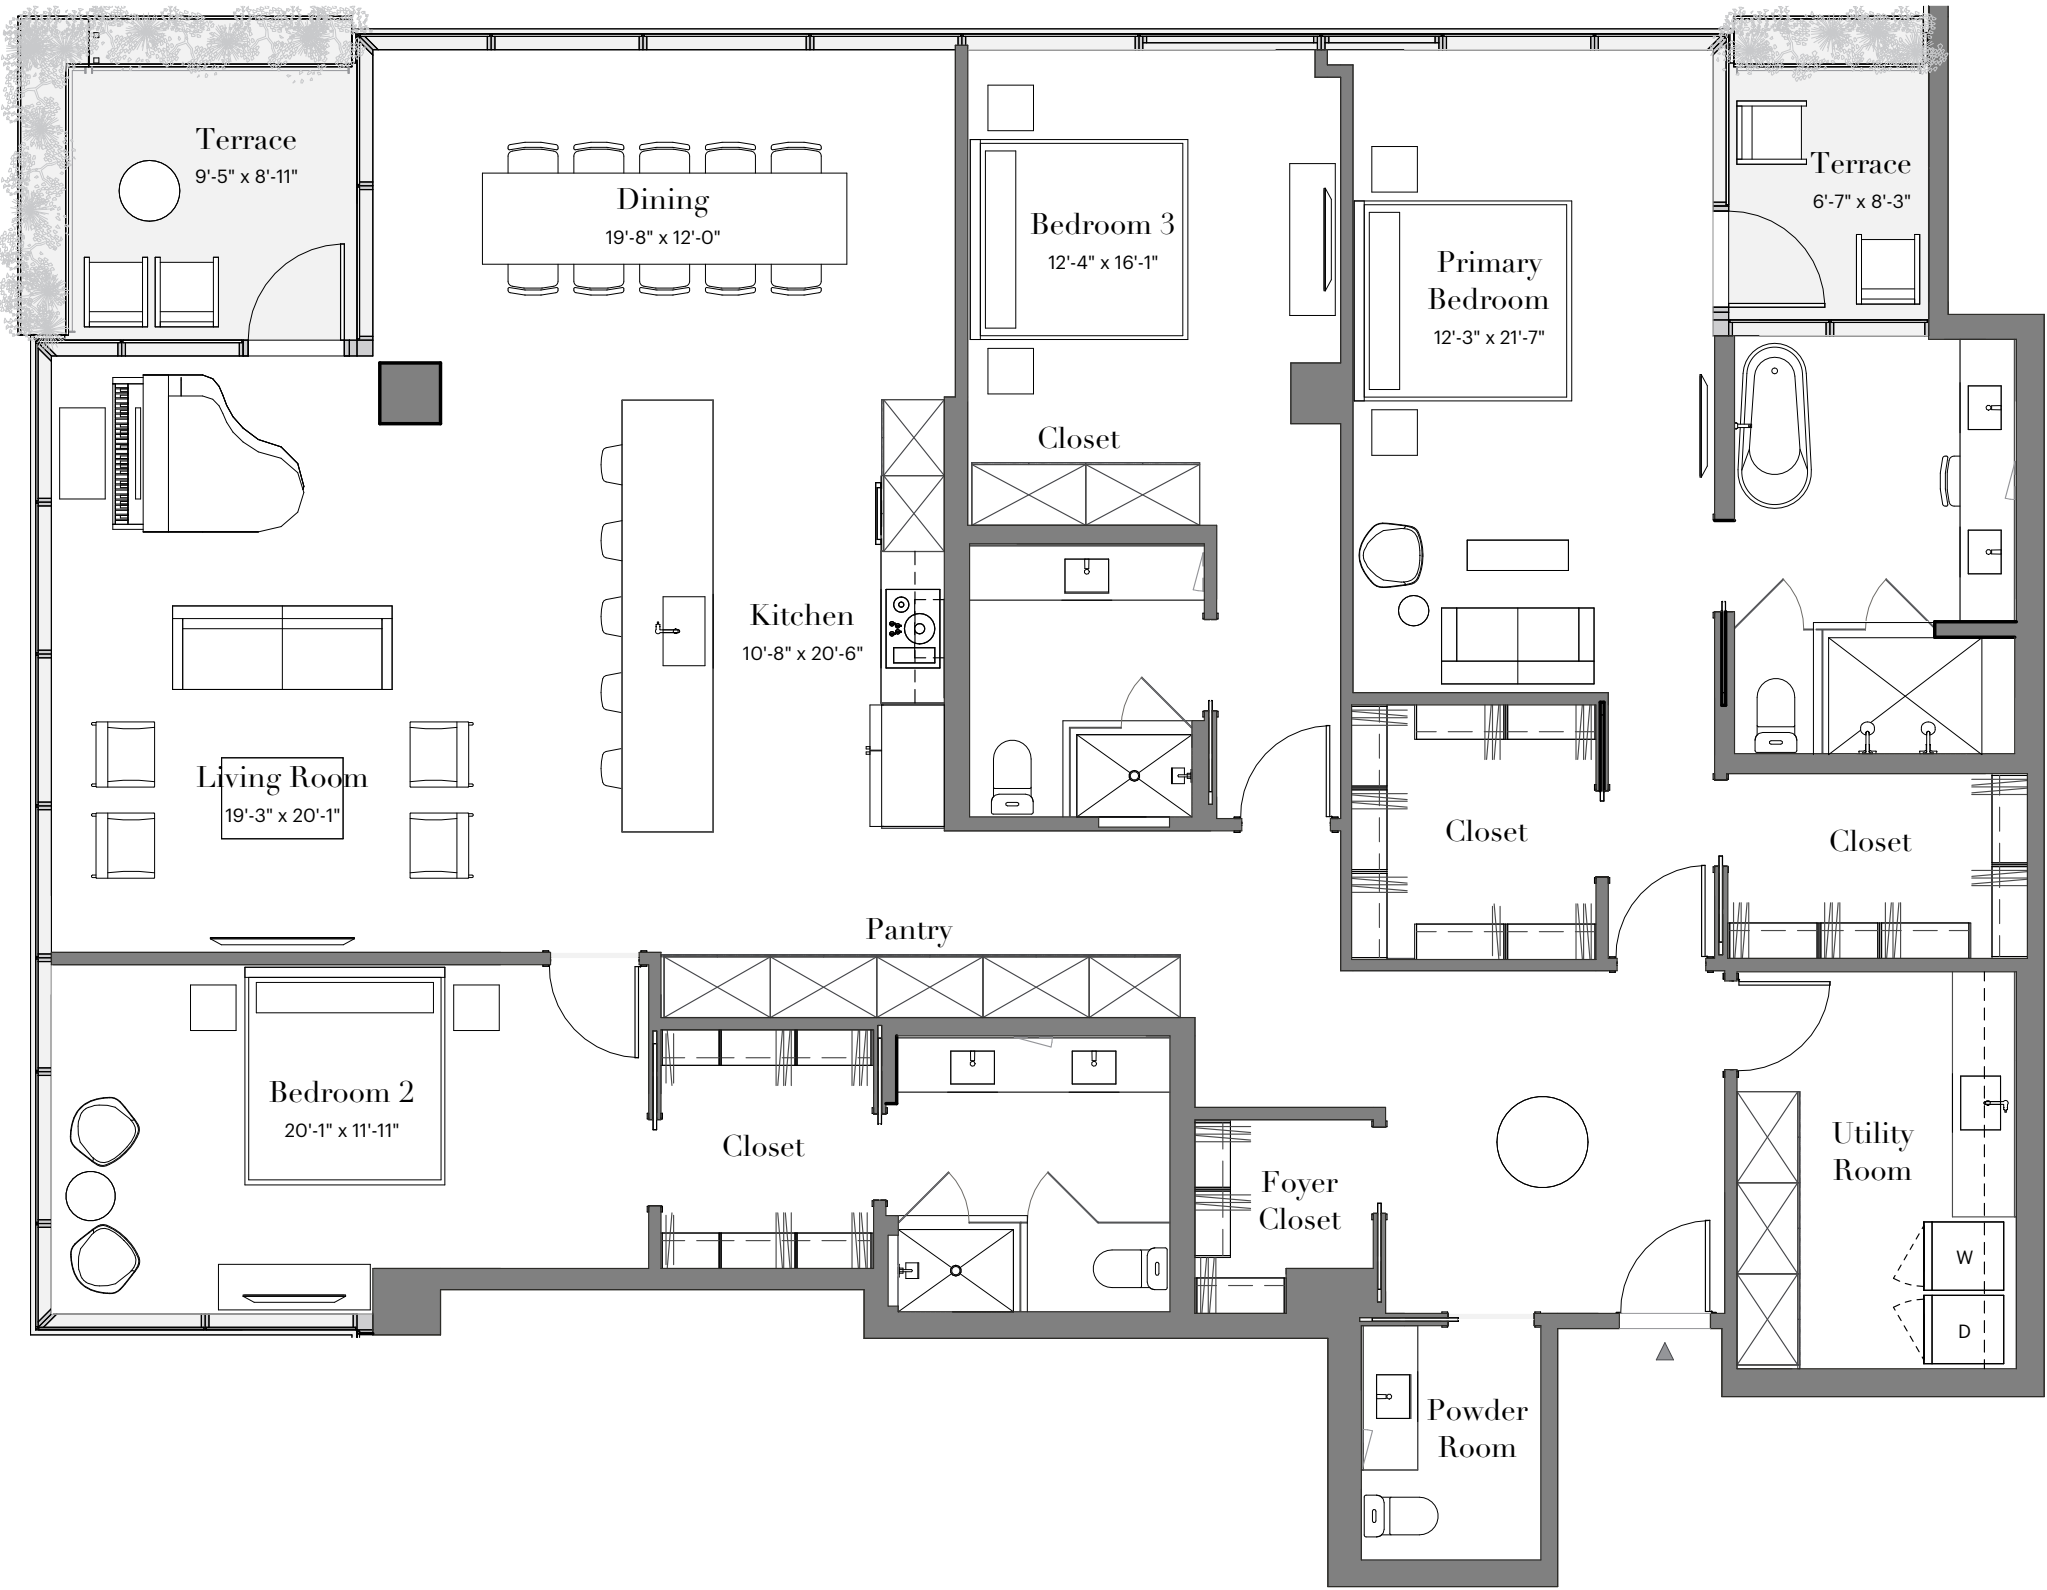 Terrace
9'-5" x 8'-11"
Dining
19'-8" x 12'-0"
Bedroom 3
12'-4" x 16'-1"
Primary
Bedroom
12'-3" x 21'-7"
Terrace
6'-7" x 8'-3"
Closet
Kitchen
10'-8" x 20'-6"
Living Room
19'-3" x 20'-1"
Closet
Closet
Pantry
Bedroom 2
20'-1" x 11'-11"
Closet
Foyer
Closet
Utility
Room
W
D
Powder
Room